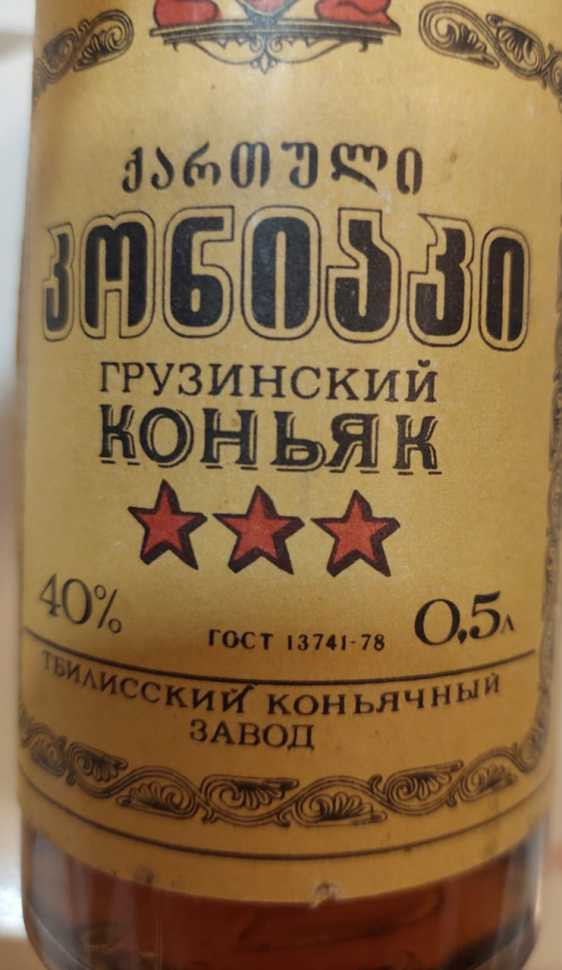 ქართული
კონიაკი
ГРУЗИНСКИЙ
КОНЬЯК
40% ГОСТ 13741-78 0,5л
ТБИЛИССКИЙ КОНЬЯЧНЫЙ
ЗАВОД